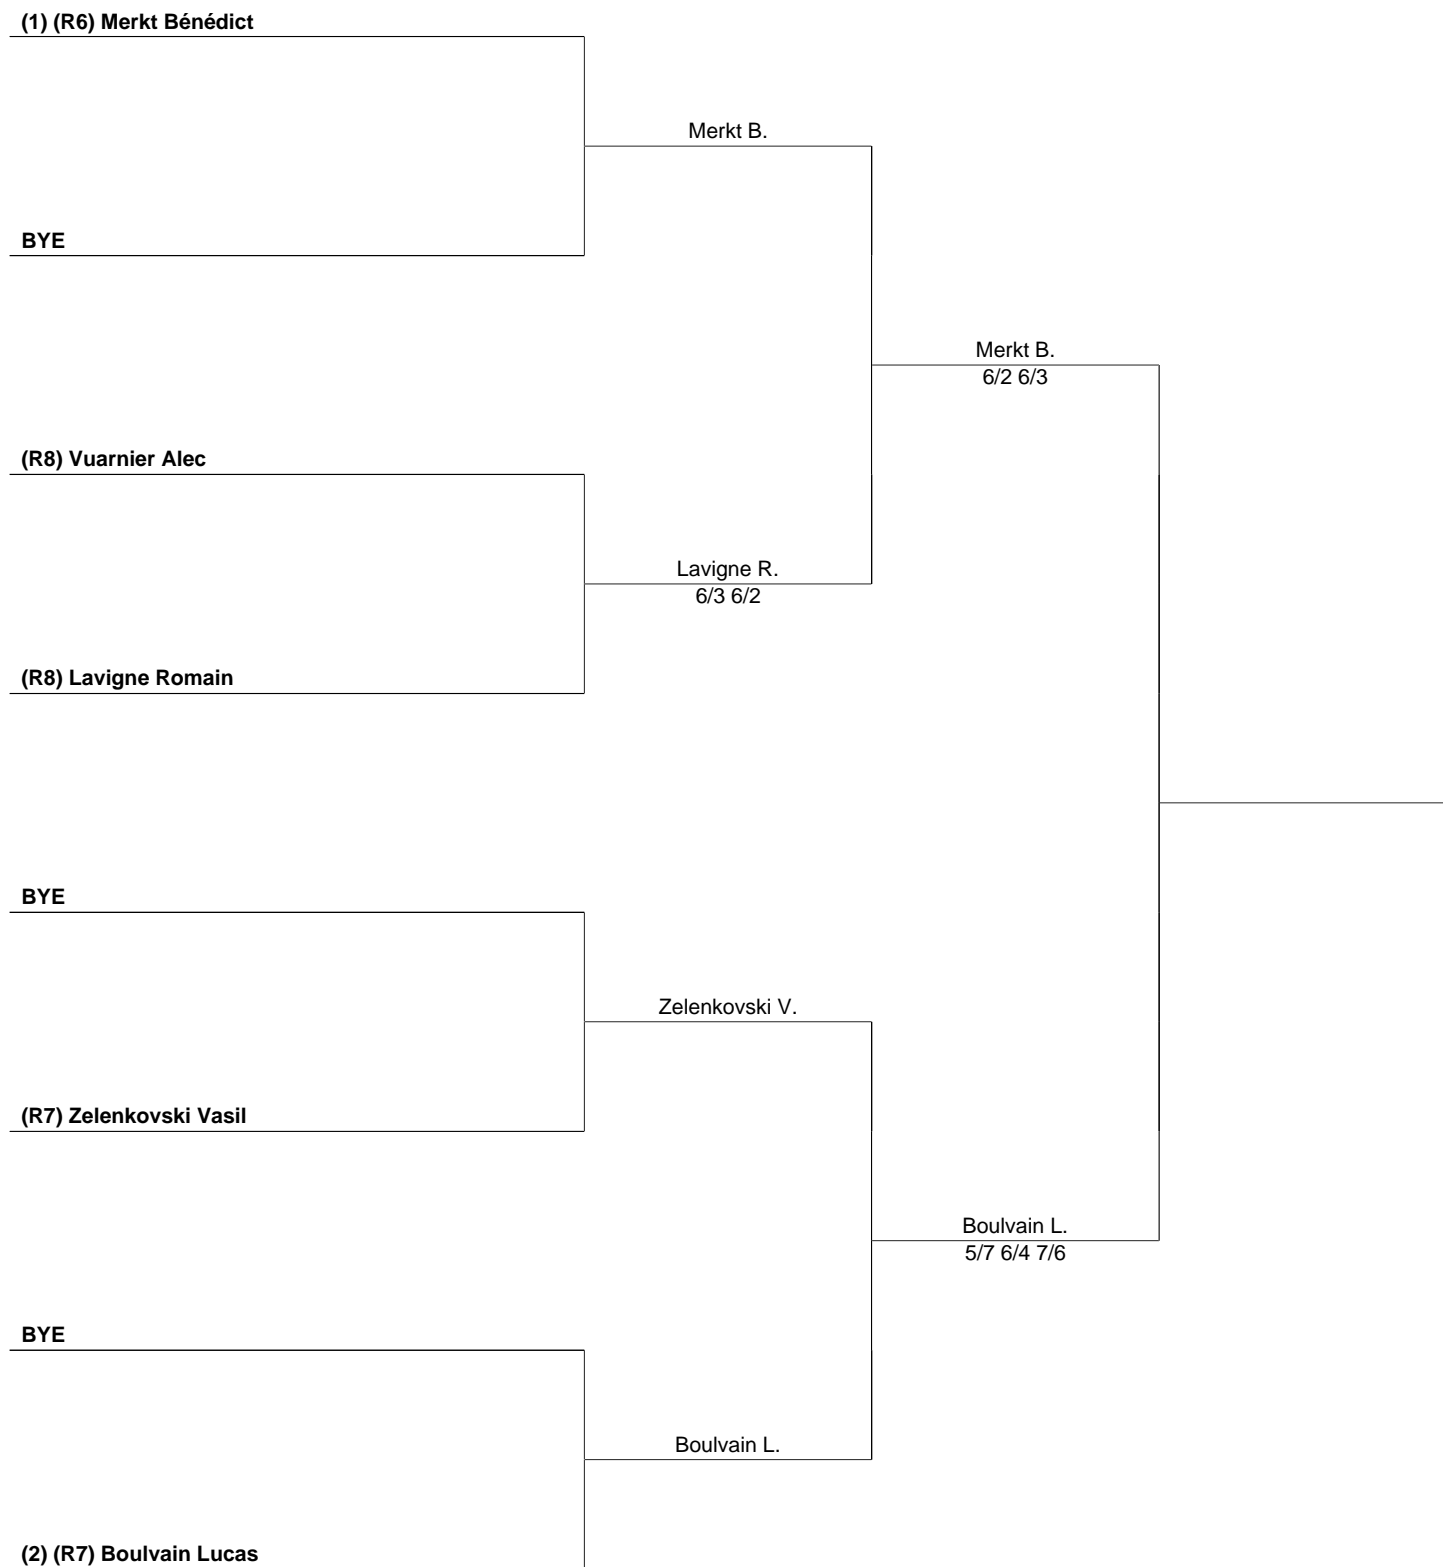 (1) (R6) Merkt Bénédict
Merkt B.
BYE
Merkt B.
6/2 6/3
(R8) Vuarnier Alec
Lavigne R.
6/3 6/2
(R8) Lavigne Romain
BYE
Zelenkovski V.
(R7) Zelenkovski Vasil
Boulvain L.
5/7 6/4 7/6
BYE
Boulvain L.
(2) (R7) Boulvain Lucas